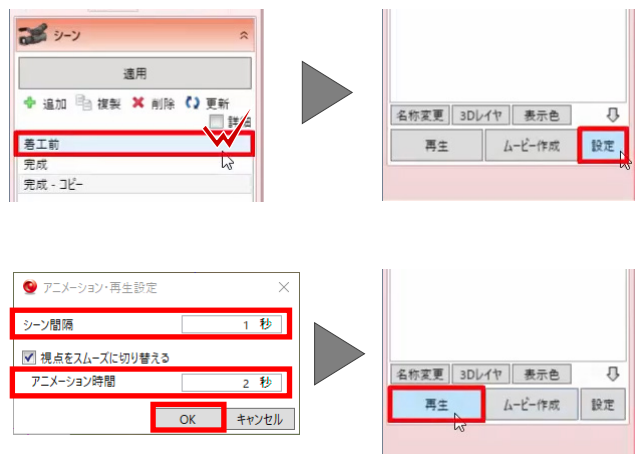 シーン
適用
追加 複製 削除 更新
詳細
着工前
完成
完成 - コピー
名称変更 3Dレイヤ 表示色
再生 ムービー作成 設定
アニメーション・再生設定
シーン間隔 1 秒
視点をスムーズに切り替える
アニメーション時間 2 秒
OK キャンセル
名称変更 3Dレイヤ 表示色
再生 ムービー作成 設定